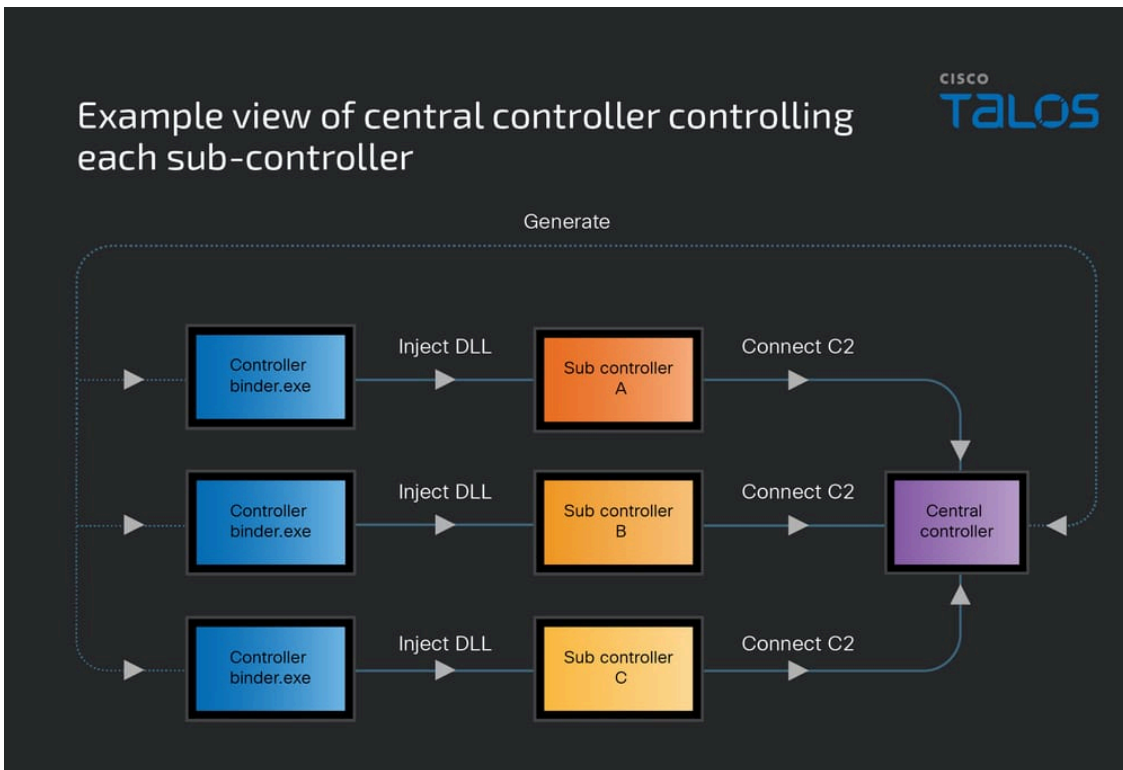 CISCO
TALOS
Example view of central controller controlling
each sub-controller
Generate
Controller
binder.exe
Inject DLL
Sub controller
A
Connect C2
Controller
binder.exe
Inject DLL
Sub controller
B
Connect C2
Central
controller
Controller
binder.exe
Inject DLL
Sub controller
C
Connect C2